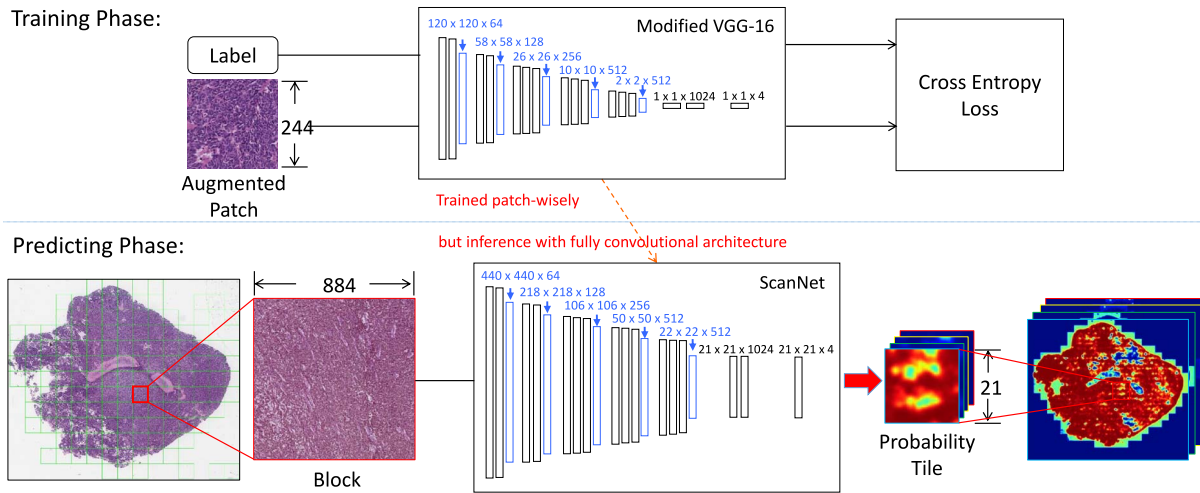 Training Phase:
Label
244
Augmented
Patch
Modified VGG-16
120 x 120 x 64
58 x 58 x 128
26 x 26 x 256
10 x 10 x 512
2 x 2 x 512
1 x 1 x 1024
1 x 1 x 4
Cross Entropy
Loss
Trained patch-wisely
but inference with fully convolutional architecture
Predicting Phase:
884
Block
ScanNet
440 x 440 x 64
218 x 218 x 128
106 x 106 x 256
50 x 50 x 512
22 x 22 x 512
21 x 21 x 1024
21 x 21 x 4
21
Probability
Tile